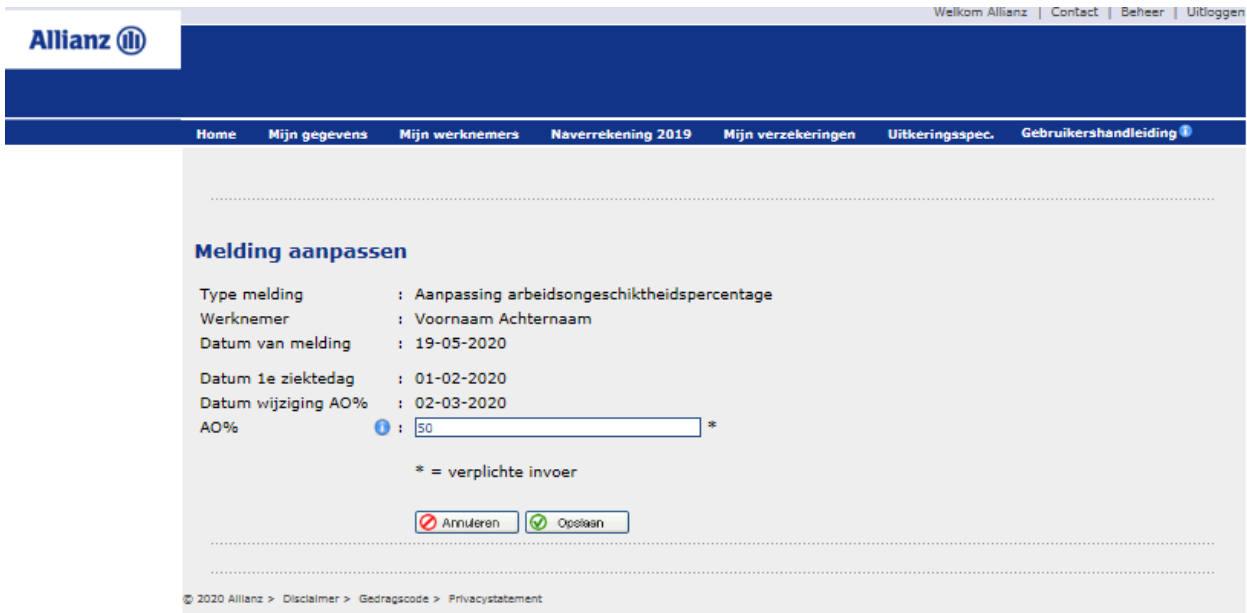 Welkom Allianz | Contact | Beheer | Uitloggen
Allianz
Home Mijn gegevens Mijn werknemers Naverrekening 2019 Mijn verzekeringen Uitkeringsspec. Gebruikershandleiding
Melding aanpassen
Type melding : Aanpassing arbeidsongeschiktheidspercentage
Werknemer : Voornaam Achternaam
Datum van melding : 19-05-2020
Datum 1e ziektedag : 01-02-2020
Datum wijziging AO% : 02-03-2020
AO% : 50 *
* = verplichte invoer
Annuleren Opslaan
© 2020 Allianz > Disclaimer > Gedragscode > Privacystatement